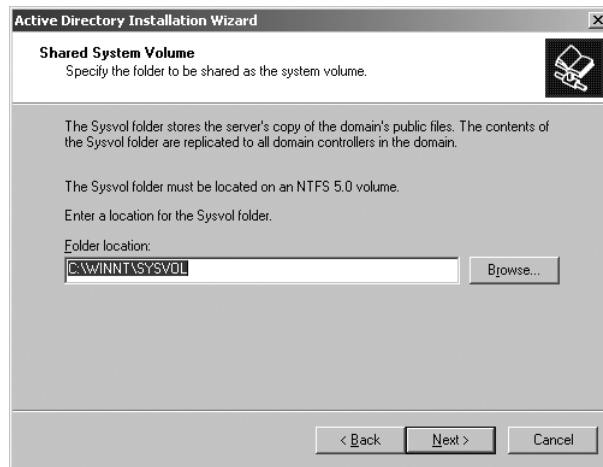 Active Directory Installation Wizard
Shared System Volume
Specify the folder to be shared as the system volume.
The Sysvol folder stores the server's copy of the domain's public files. The contents of
the Sysvol folder are replicated to all domain controllers in the domain.
The Sysvol folder must be located on an NTFS 5.0 volume.
Enter a location for the Sysvol folder.
Folder location:
C:\WINNT\SYSVOL
Browse...
< Back
Next >
Cancel